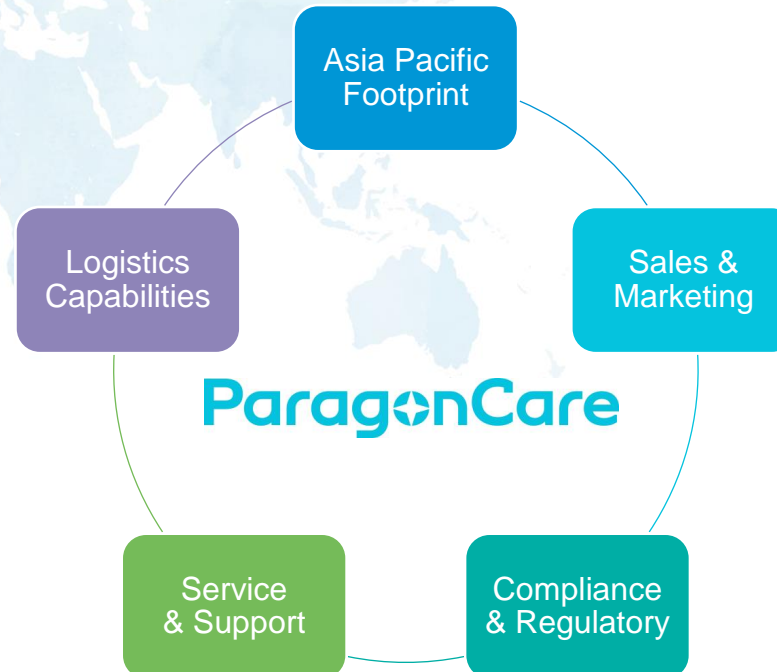 Asia Pacific
Footprint
Sales &
Marketing
Compliance
& Regulatory
Service
& Support
Logistics
Capabilities
ParagonCare